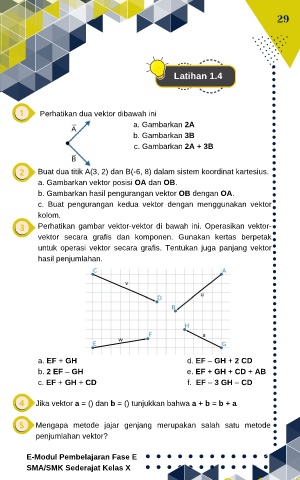 29
Latihan 1.4
1 Perhatikan dua vektor dibawah ini
A
B
a. Gambarkan 2A
b. Gambarkan 3B
c. Gambarkan 2A + 3B
2 Buat dua titik A(3, 2) dan B(-6, 8) dalam sistem koordinat kartesius.
a. Gambarkan vektor posisi OA dan OB.
b. Gambarkan hasil pengurangan vektor OB dengan OA.
c. Buat pengurangan kedua vektor dengan menggunakan vektor
kolom.
3 Perhatikan gambar vektor-vektor di bawah ini. Operasikan vektor-
vektor secara grafis dan komponen. Gunakan kertas berpetak
untuk operasi vektor secara grafis. Tentukan juga panjang vektor
hasil penjumlahan.
C
A
v
D
u
B
H
F
w
a
E
G
a. EF + GH
b. 2 EF – GH
c. EF + GH + CD
d. EF – GH + 2 CD
e. EF + GH + CD + AB
f. EF – 3 GH – CD
4 Jika vektor a = () dan b = () tunjukkan bahwa a + b = b + a
5 Mengapa metode jajar genjang merupakan salah satu metode
penjumlahan vektor?
E-Modul Pembelajaran Fase E
SMA/SMK Sederajat Kelas X